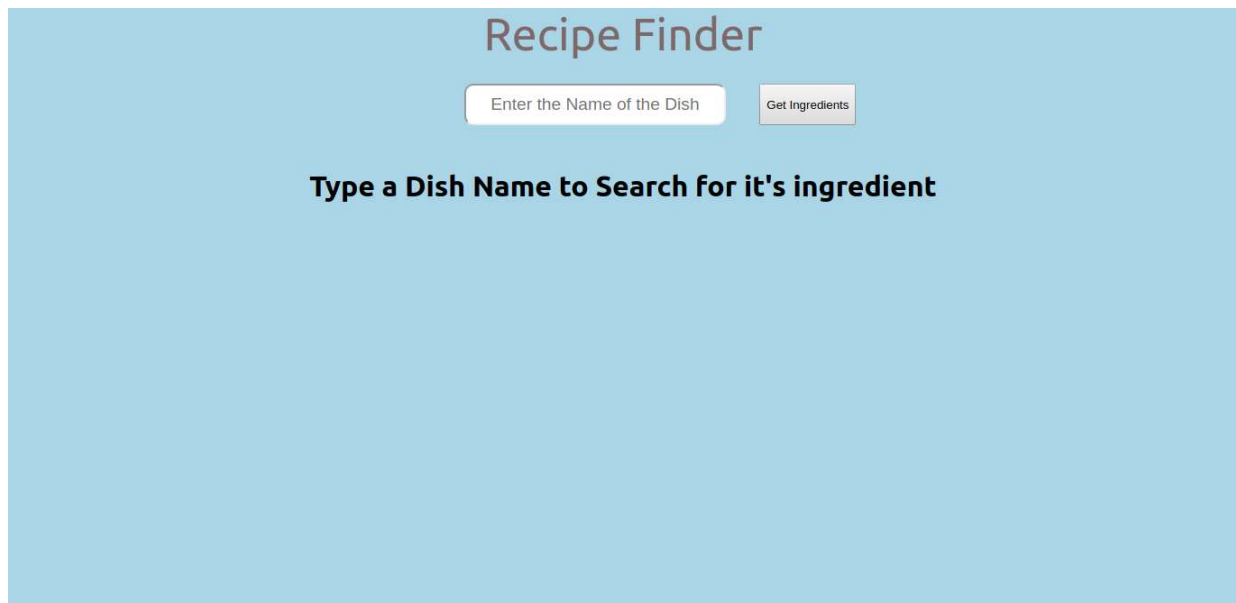 Recipe Finder
Enter the Name of the Dish
Get Ingredients
Type a Dish Name to Search for it's ingredient